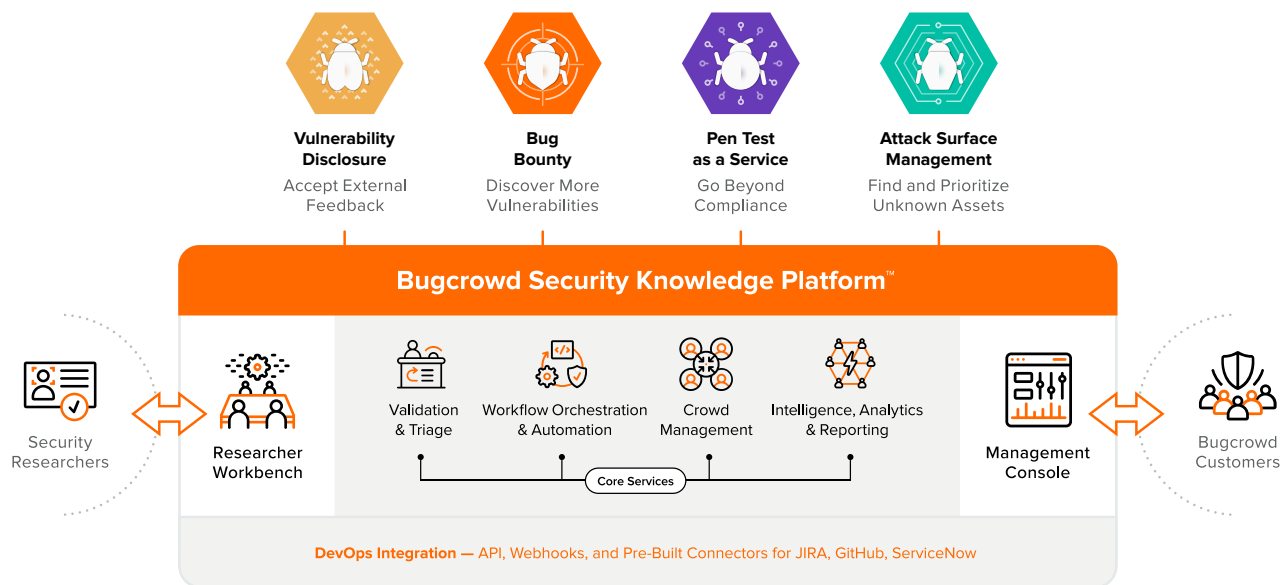 Vulnerability
Disclosure
Accept External
Feedback
Bug
Bounty
Discover More
Vulnerabilities
Pen Test
as a Service
Go Beyond
Compliance
Attack Surface
Management
Find and Prioritize
Unknown Assets
Bugcrowd Security Knowledge Platform™
Security
Researchers
Researcher
Workbench
</>
Validation
& Triage
Workflow Orchestration
& Automation
Crowd
Management
Intelligence, Analytics
& Reporting
Core Services
Management
Console
Bugcrowd
Customers
DevOps Integration — API, Webhooks, and Pre-Built Connectors for JIRA, GitHub, ServiceNow